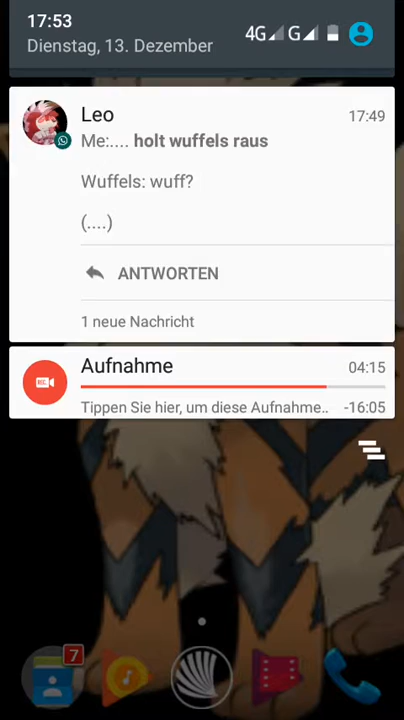 17:53
Dienstag, 13. Dezember
4G G
Leo
17:49
Me:.... holt wuffels raus
Wuffels: wuff?
(....)
ANTWORTEN
1 neue Nachricht
Aufnahme
04:15
REC
Tippen Sie hier, um diese Aufnahme..
-16:05
7